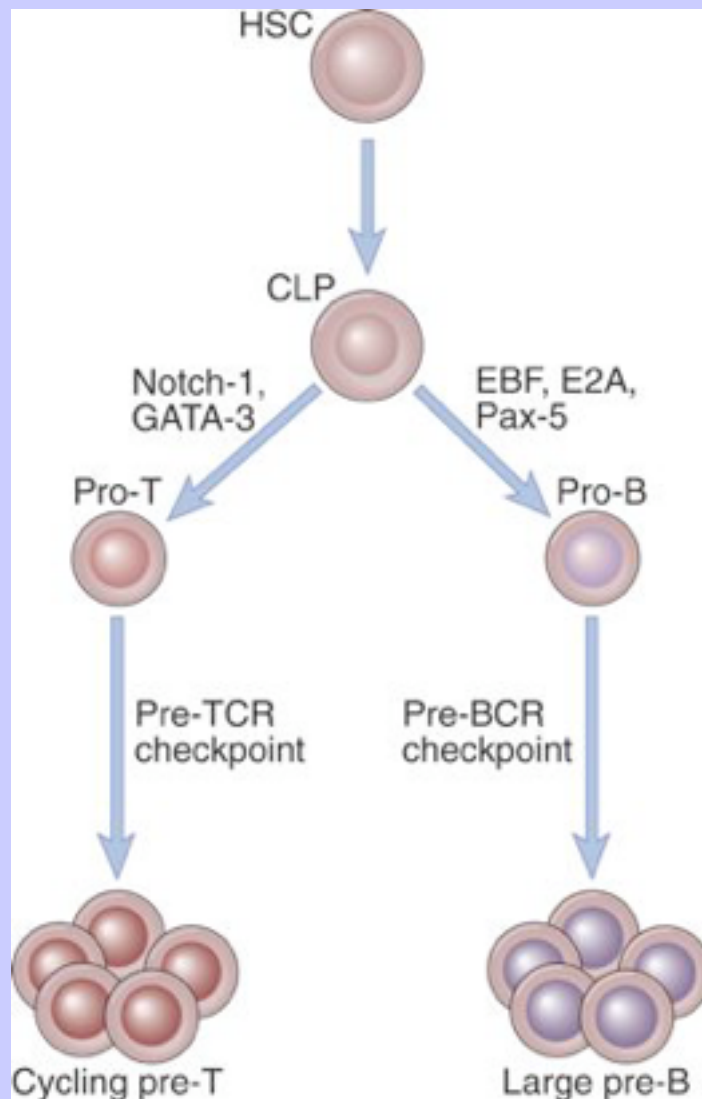 HSC
CLP
Notch-1,
GATA-3
EBF, E2A,
Pax-5
Pro-T
Pro-B
Pre-TCR
checkpoint
Pre-BCR
checkpoint
Cycling pre-T
Large pre-B